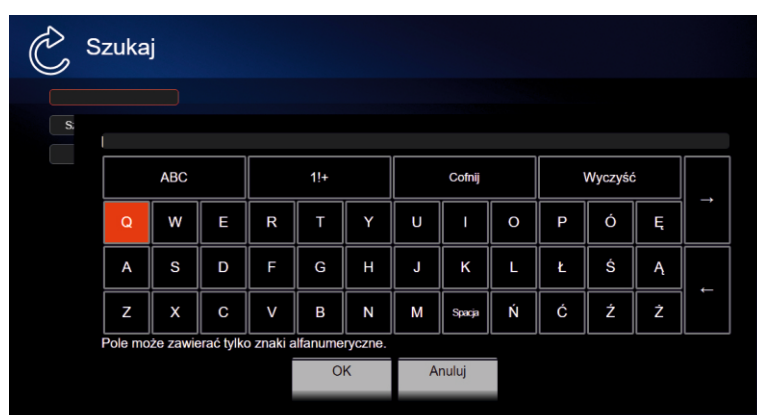 Szukaj
ABC 1!+ Cofnij Wyczyść →
Q W E R T Y U I O P Ó Ę
A S D F G H J K L Ł Ś Ą ←
Z X C V B N M Spacja Ń Ć Ź Ż
Pole może zawierać tylko znaki alfanumeryczne.
OK Anuluj